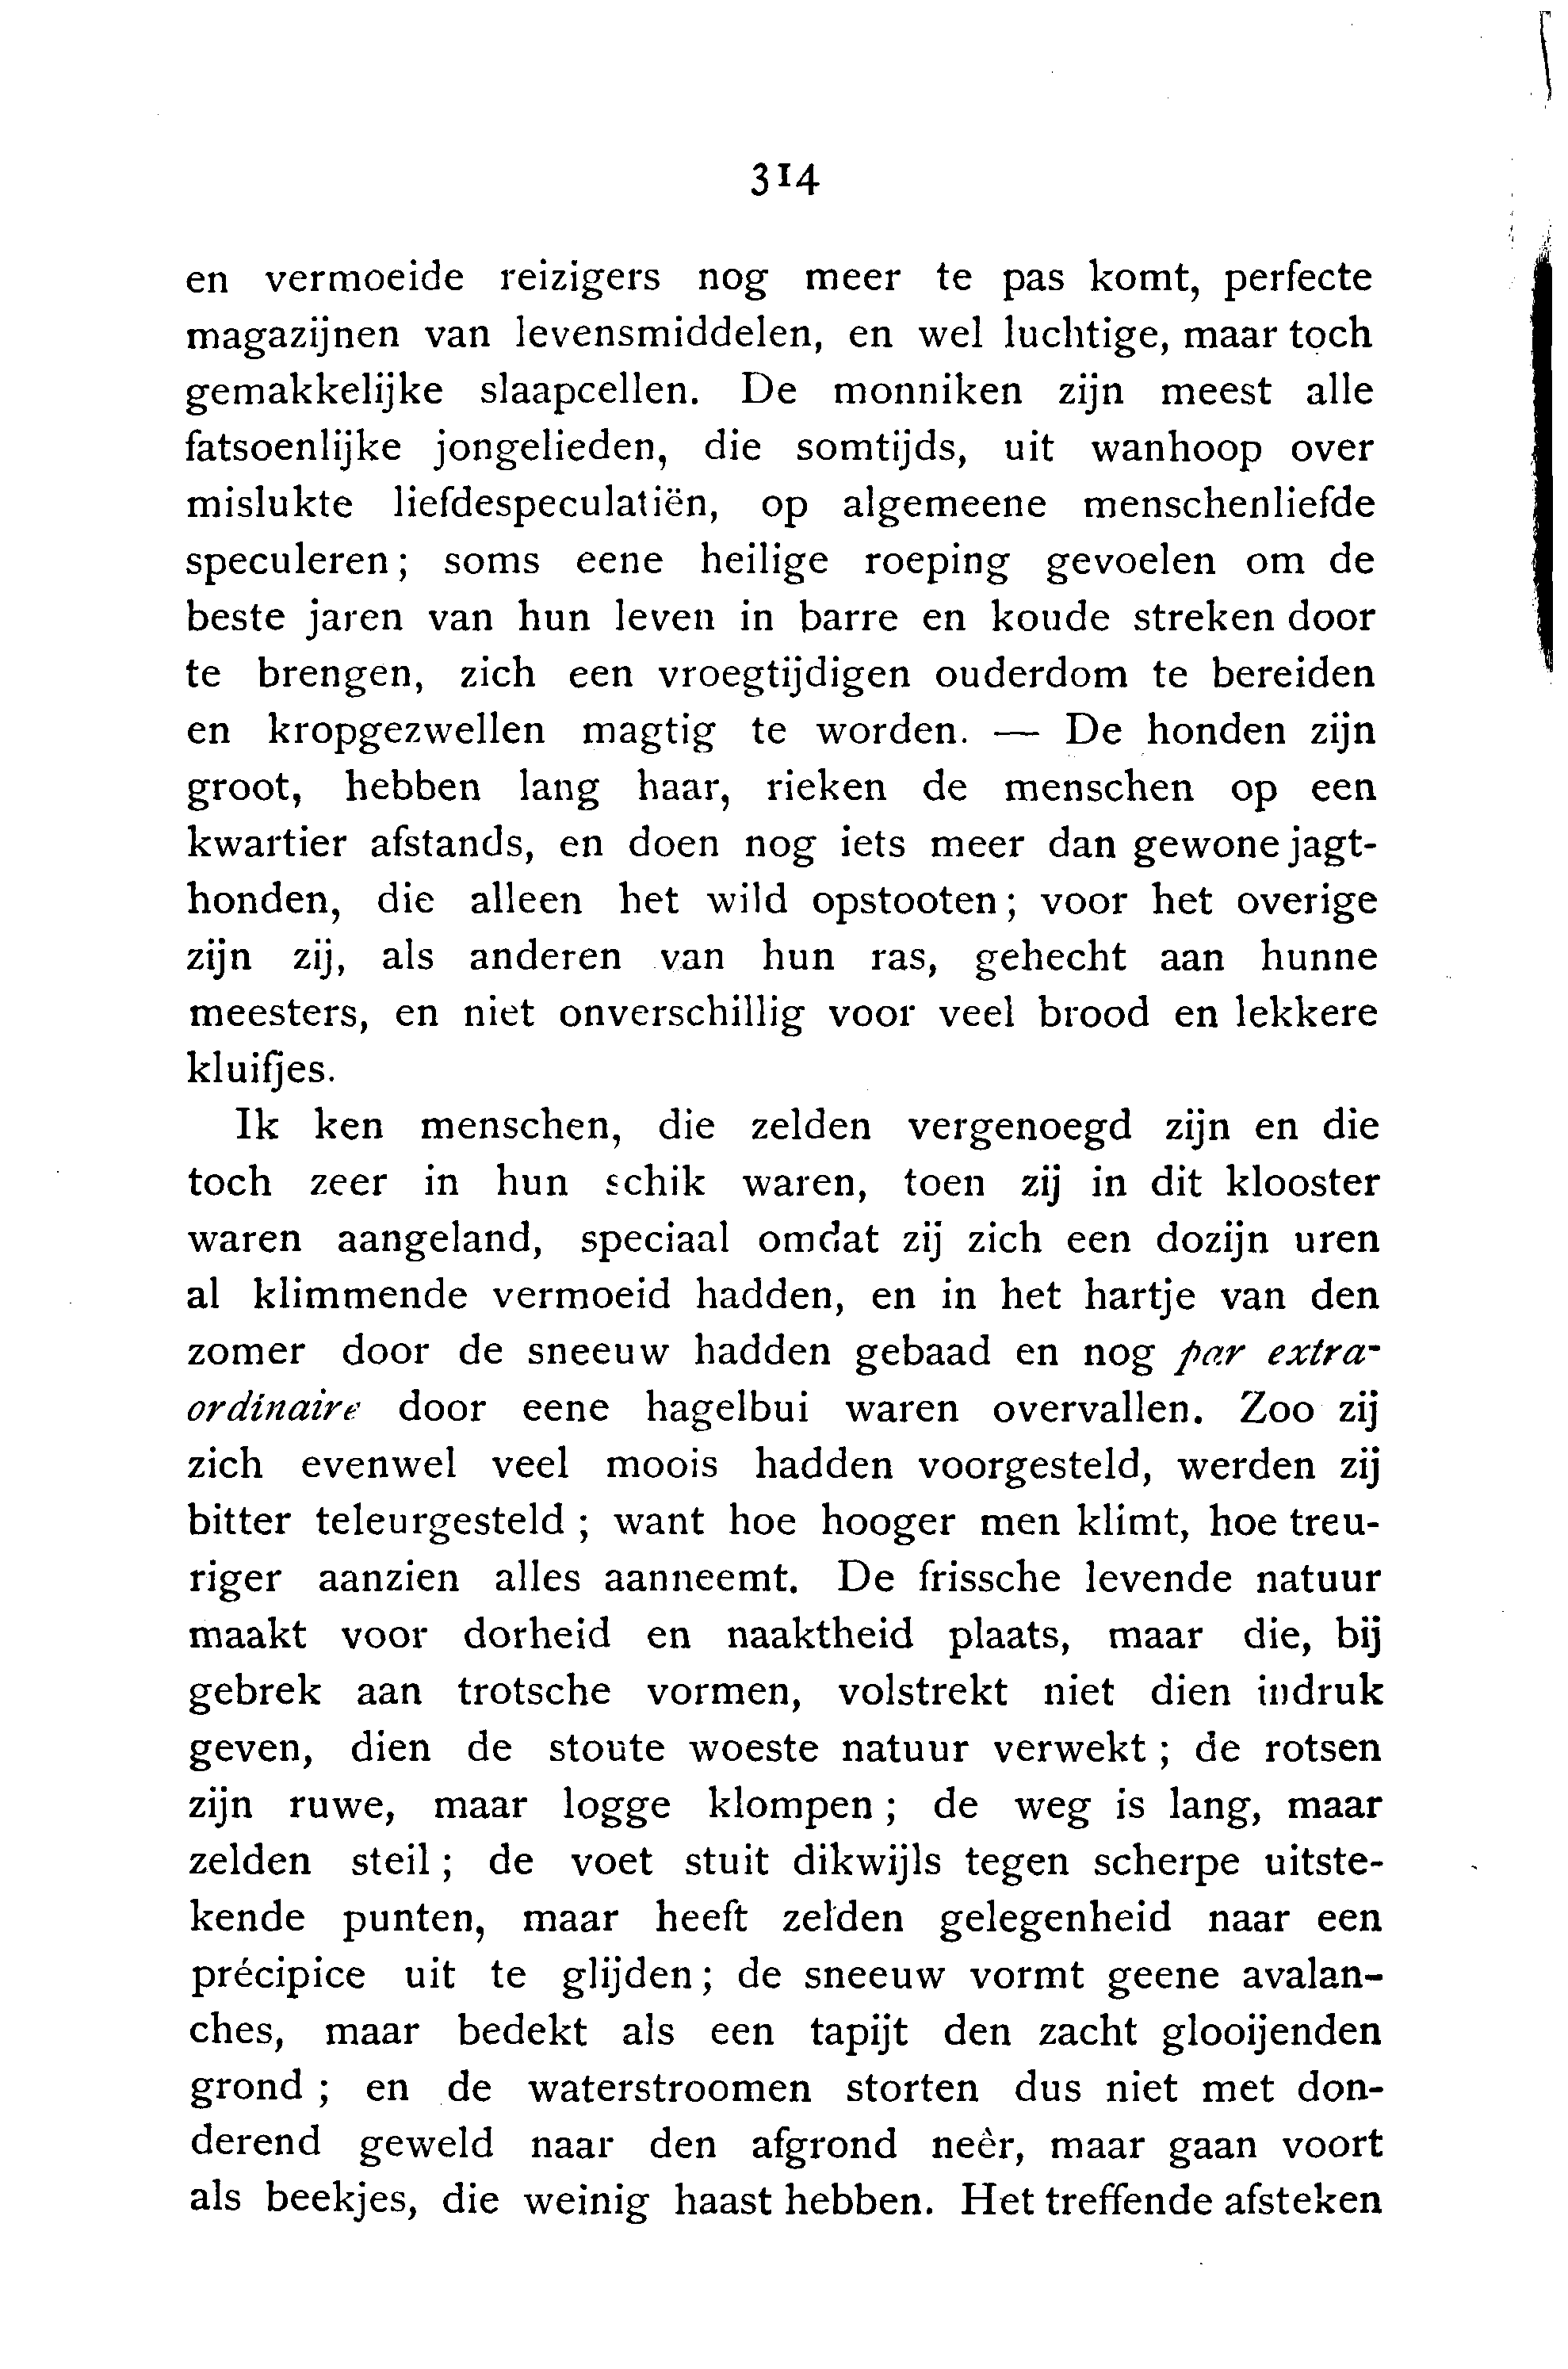 314
en vermoeide reizigers nog meer te pas komt, perfecte
magazijnen van levensmiddelen, en wel luchtige, maar toch
gemakkelijke slaapcellen. De monniken zijn meest alle
fatsoenlijke jongelieden, die somtijds, uit wanhoop over
mislukte liefdespeculatiën, op algemeene menschenliefde
speculeren; soms eene heilige roeping gevoelen om de
beste jaren van hun leven in barre en koude streken door
te brengen, zich een vroegtijdigen ouderdom te bereiden
en kropgezwellen magtig te worden. — De honden zijn
groot, hebben lang haar, rieken de menschen op een
kwartier afstands, en doen nog iets meer dan gewone jagt-
honden, die alleen het wild opstooten; voor het overige
zijn zij, als anderen van hun ras, gehecht aan hunne
meesters, en niet onverschillig voor veel brood en lekkere
kluifjes.
Ik ken menschen, die zelden vergenoegd zijn en die
toch zeer in hun schik waren, toen zij in dit klooster
waren aangeland, speciaal omdat zij zich een dozijn uren
al klimmende vermoeid hadden, en in het hartje van den
zomer door de sneeuw hadden gebaad en nog par extra-
ordinaire door eene hagelbui waren overvallen. Zoo zij
zich evenwel veel moois hadden voorgesteld, werden zij
bitter teleurgesteld; want hoe hooger men klimt, hoe treu-
riger aanzien alles aanneemt. De frissche levende natuur
maakt voor dorheid en naaktheid plaats, maar die, bij
gebrek aan trotsche vormen, volstrekt niet dien indruk
geven, dien de stoute woeste natuur verwekt; de rotsen
zijn ruwe, maar logge klompen; de weg is lang, maar
zelden steil; de voet stuit dikwijls tegen scherpe uitste-
kende punten, maar heeft zelden gelegenheid naar een
précipice uit te glijden; de sneeuw vormt geene avalan-
ches, maar bedekt als een tapijt den zacht glooijenden
grond; en de waterstroomen storten dus niet met don-
derend geweld naar den afgrond neêr, maar gaan voort
als beekjes, die weinig haast hebben. Het treffende afsteken